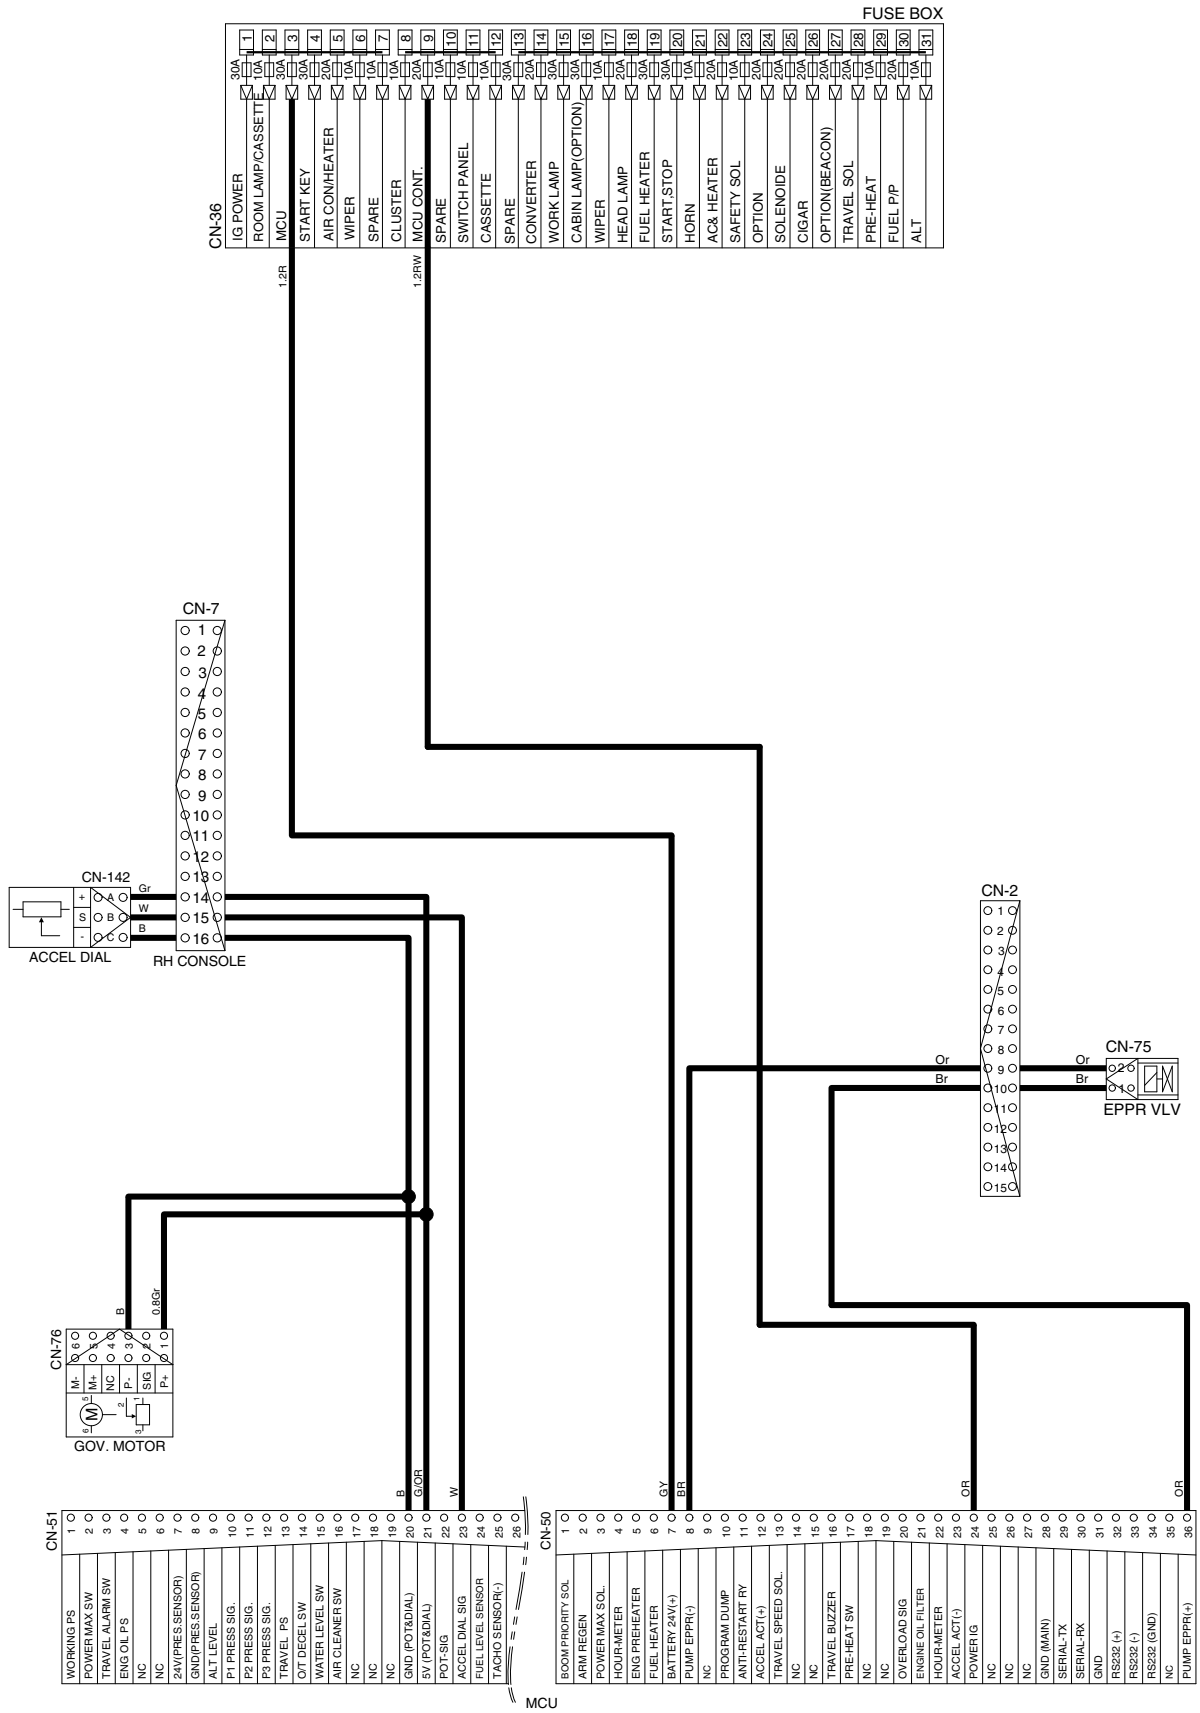 FUSE BOX
1 2 3 4 5 6 7 8 9 10 11 12 13 14 15 16 17 18 19 20 21 22 23 24 25 26 27 28 29 30 31
30A 10A 30A 30A 20A 10A 10A 10A 20A 10A 10A 10A 30A 20A 10A 30A 10A 10A 20A 10A 10A 20A 10A 20A 10A 20A 20A 20A 10A 20A 10A
CN-36
IG POWER
ROOM LAMP/CASSETTE
MCU
START KEY
AIR CON/HEATER
WIPER
SPARE
CLUSTER
MCU CONT.
SPARE
SWITCH PANEL
CASSETTE
SPARE
CONVERTER
WORK LAMP
CABIN LAMP(OPTION)
WIPER
HEAD LAMP
FUEL HEATER
START,STOP
HORN
AC& HEATER
SAFETY SOL
OPTION
SOLENOIDE
CIGAR
OPTION(BEACON)
TRAVEL SOL
PRE-HEAT
FUEL P/P
ALT
1.2R
1.2RW
CN-7
1
2
3
4
5
6
7
8
9
10
11
12
13
14
15
16
RH CONSOLE
CN-142
+ A Gr
S B W
- C B
ACCEL DIAL
CN-2
1
2
3
4
5
6
7
8
9
10
11
12
13
14
15
Or
Br
Or
Br
CN-75
2
1
EPPR VLV
B
0.8Gr
CN-76
6 5 4 3 2 1
M-
M+
NC
P-
SIG
P+
M
5
6
2
1
3
GOV. MOTOR
B
G/OR
W
GY
BR
OR
OR
CN-51
1 2 3 4 5 6 7 8 9 10 11 12 13 14 15 16 17 18 19 20 21 22 23 24 25 26
WORKING PS
POWER MAX SW
TRAVEL ALARM SW
ENG OIL PS
NC
NC
24V(PRES.SENSOR)
GND(PRES.SENSOR)
ALT LEVEL
P1 PRESS SIG.
P2 PRESS SIG.
P3 PRESS SIG.
TRAVEL PS
O/T DECEL SW
WATER LEVEL SW
AIR CLEANER SW
NC
NC
NC
GND (POT&DIAL)
5V (POT&DIAL)
POT-SIG
ACCEL DIAL SIG
FUEL LEVEL SENSOR
TACHO SENSOR(-)
CN-50
1 2 3 4 5 6 7 8 9 10 11 12 13 14 15 16 17 18 19 20 21 22 23 24 25 26 27 28 29 30 31 32 33 34 35 36
BOOM PRIORITY SOL
ARM REGEN
POWER MAX SOL.
HOUR-METER
ENG PREHEATER
FUEL HEATER
BATTERY 24V(+)
PUMP EPPR(-)
NC
PROGRAM DUMP
ANTI-RESTART RY
ACCEL ACT(+)
TRAVEL SPEED SOL.
NC
NC
TRAVEL BUZZER
PRE-HEAT SW
NC
NC
OVERLOAD SIG
ENGINE OIL FILTER
HOUR-METER
ACCEL ACT(-)
POWER IG
NC
NC
NC
GND (MAIN)
SERIAL-TX
SERIAL-RX
GND
RS232 (+)
RS232 (-)
RS232 (GND)
NC
PUMP EPPR(+)
MCU